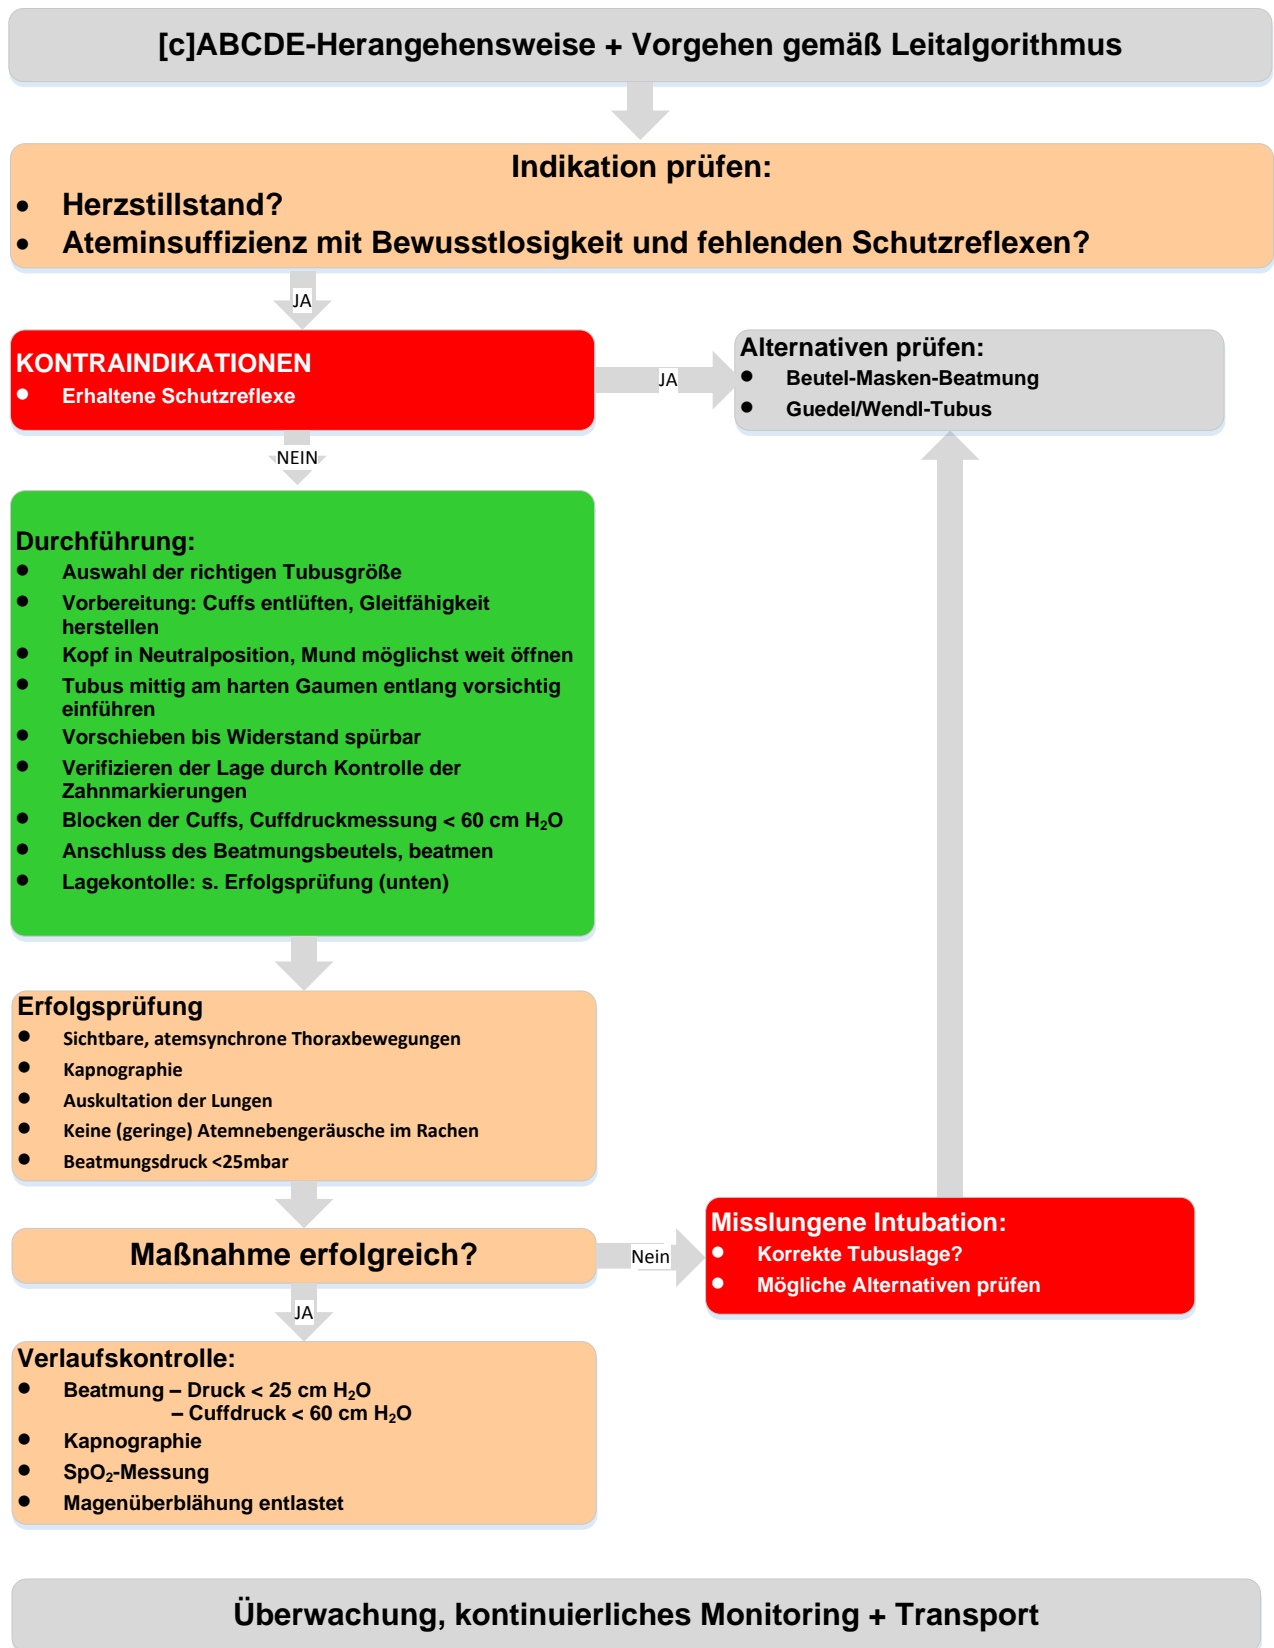 [c]ABCDE-Herangehensweise + Vorgehen gemäß Leitalgorithmus
Indikation prüfen:
• Herzstillstand?
• Ateminsuffizienz mit Bewusstlosigkeit und fehlenden Schutzreflexen?
JA
KONTRAINDIKATIONEN
• Erhaltene Schutzreflexe
JA
Alternativen prüfen:
• Beutel-Masken-Beatmung
• Guedel/Wendl-Tubus
NEIN
Durchführung:
• Auswahl der richtigen Tubusgröße
• Vorbereitung: Cuffs entlüften, Gleitfähigkeit
herstellen
• Kopf in Neutralposition, Mund möglichst weit öffnen
• Tubus mittig am harten Gaumen entlang vorsichtig
einführen
• Vorschieben bis Widerstand spürbar
• Verifizieren der Lage durch Kontrolle der
Zahnmarkierungen
• Blocken der Cuffs, Cuffdruckmessung < 60 cm H₂O
• Anschluss des Beatmungsbeutels, beatmen
• Lagekontolle: s. Erfolgsprüfung (unten)
Erfolgsprüfung
• Sichtbare, atemsynchrone Thoraxbewegungen
• Kapnographie
• Auskultation der Lungen
• Keine (geringe) Atemnebengeräusche im Rachen
• Beatmungsdruck <25mbar
Maßnahme erfolgreich?
Nein
Misslungene Intubation:
• Korrekte Tubuslage?
• Mögliche Alternativen prüfen
JA
Verlaufskontrolle:
• Beatmung – Druck < 25 cm H₂O
– Cuffdruck < 60 cm H₂O
• Kapnographie
• SpO₂-Messung
• Magenüberblähung entlastet
Überwachung, kontinuierliches Monitoring + Transport